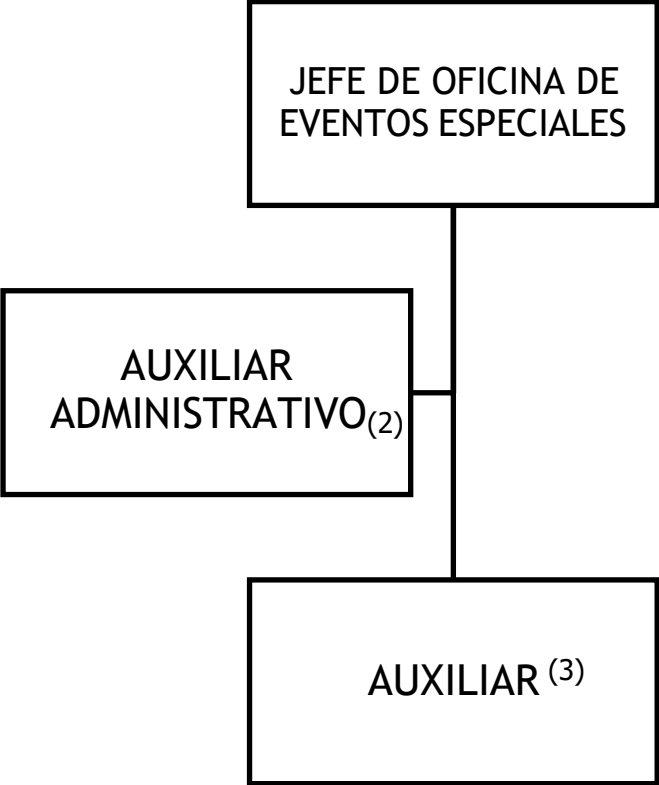 JEFE DE OFICINA DE
EVENTOS ESPECIALES
AUXILIAR
ADMINISTRATIVO(2)
AUXILIAR (3)